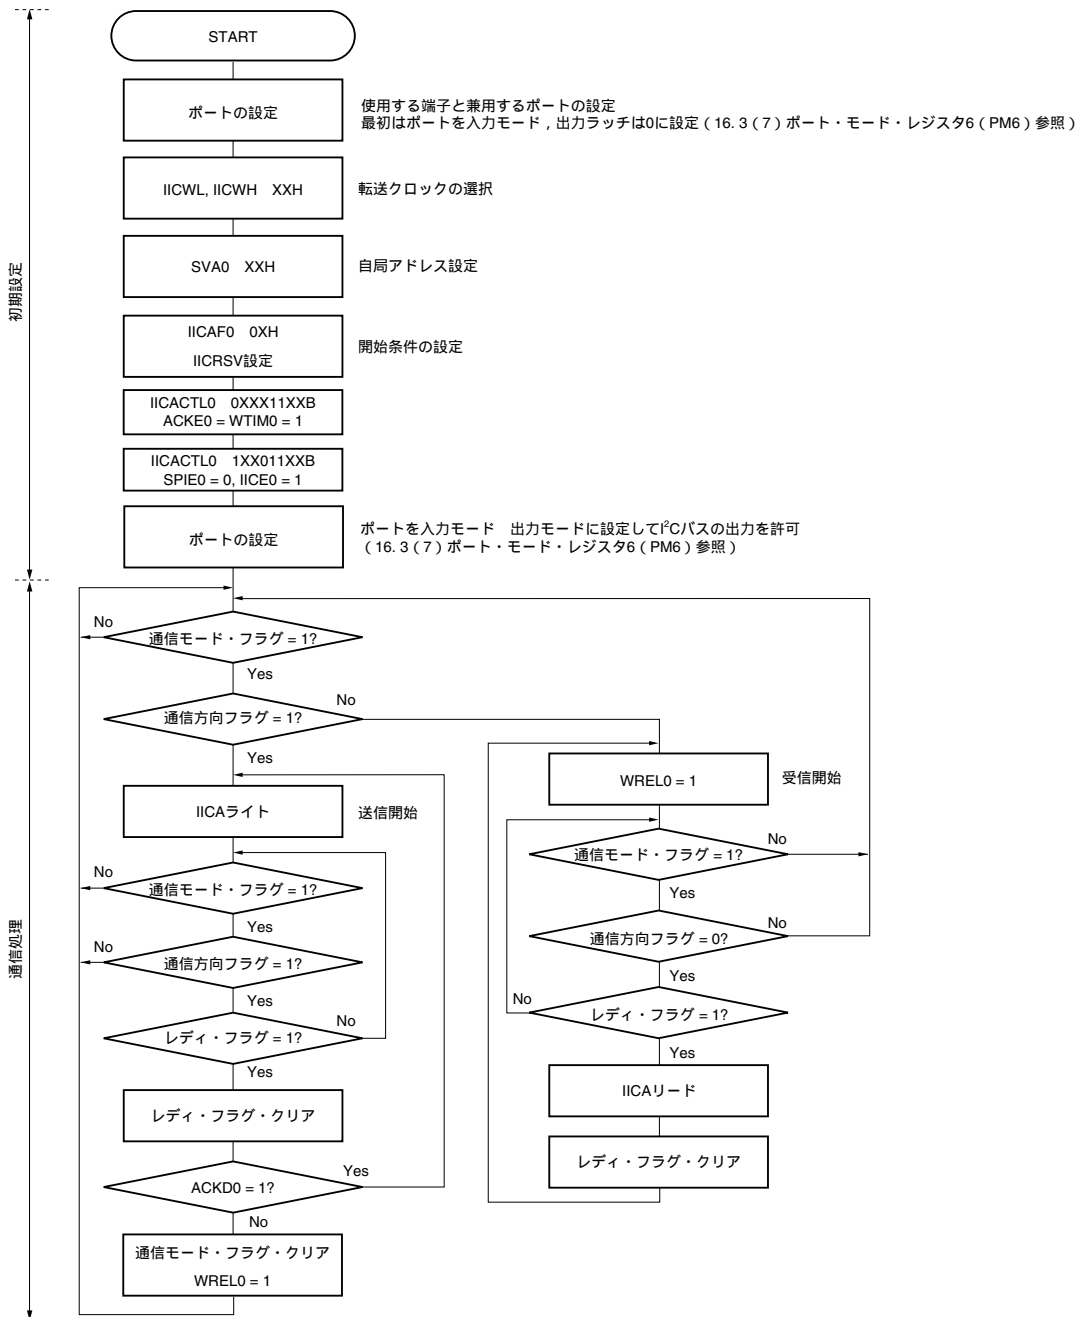 START
ポートの設定
使用する端子と兼用するポートの設定
最初はポートを入力モード，出力ラッチは0に設定（16. 3（7）ポート・モード・レジスタ6（PM6）参照）
IICWL, IICWH XXH
転送クロックの選択
SVA0 XXH
自局アドレス設定
初期設定
IICAF0 0XH
IICRSV設定
開始条件の設定
IICACTL0 0XXX11XXB
ACKE0 = WTIM0 = 1
IICACTL0 1XX011XXB
SPIE0 = 0, IICE0 = 1
ポートの設定
ポートを入力モード 出力モードに設定してI²Cバスの出力を許可
（16. 3（7）ポート・モード・レジスタ6（PM6）参照）
通信処理
No
通信モード・フラグ = 1?
Yes
No
通信方向フラグ = 1?
Yes
IICAライト
送信開始
No
通信モード・フラグ = 1?
Yes
No
通信方向フラグ = 1?
Yes
No
レディ・フラグ = 1?
Yes
レディ・フラグ・クリア
Yes
ACKD0 = 1?
No
通信モード・フラグ・クリア
WREL0 = 1
WREL0 = 1
受信開始
No
通信モード・フラグ = 1?
Yes
No
通信方向フラグ = 0?
Yes
No
レディ・フラグ = 1?
Yes
IICAリード
レディ・フラグ・クリア